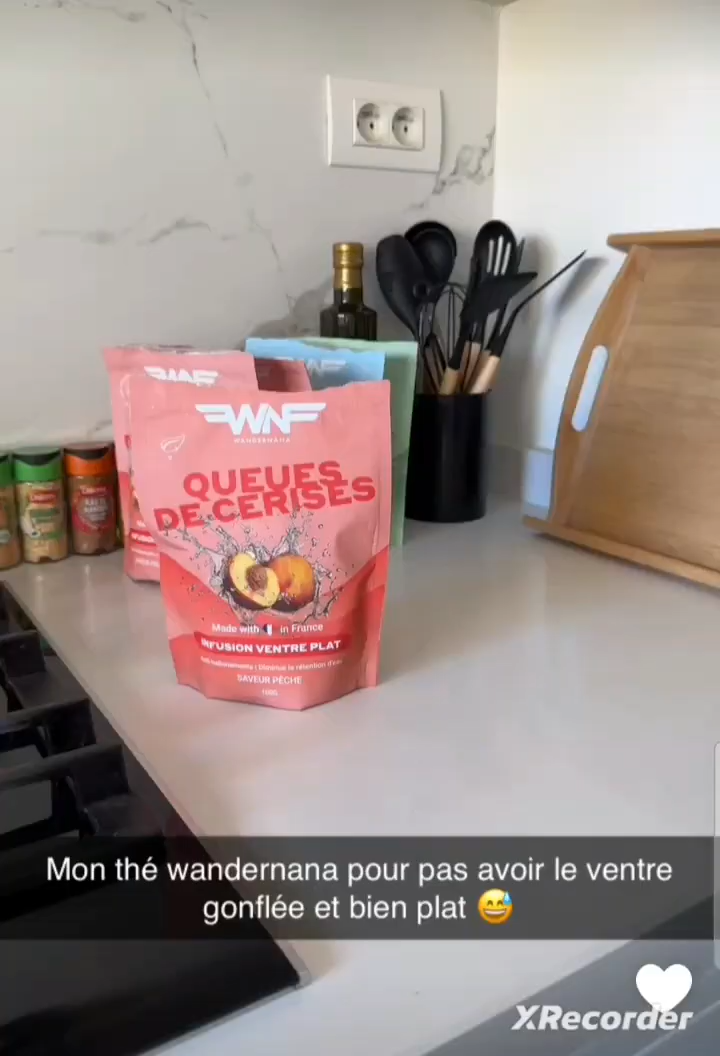 WNF
WANDERNANA
QUEUES
DE CERISES
Made with in France
INFUSION VENTRE PLAT
SAVEUR PÊCHE
100G
Mon thé wandernana pour pas avoir le ventre
gonflée et bien plat 😅
XRecorder